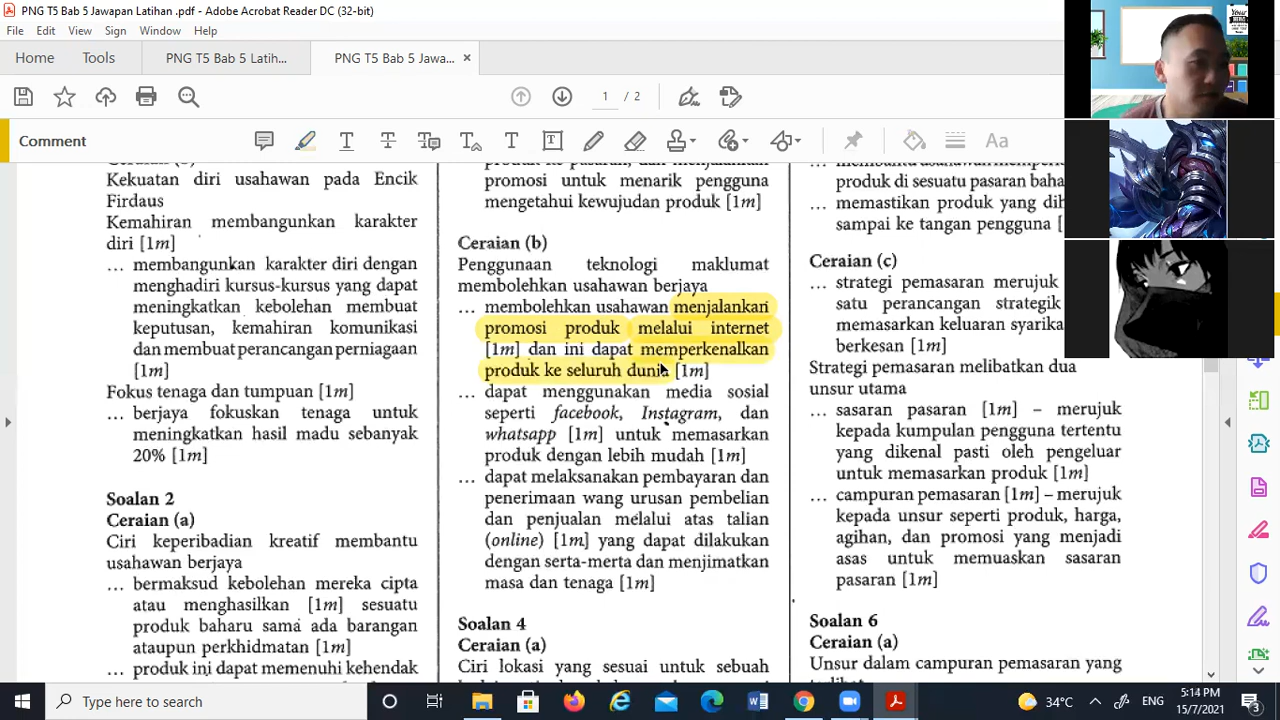 PNG T5 Bab 5 Jawapan Latihan .pdf - Adobe Acrobat Reader DC (32-bit)
File Edit View Sign Window Help
Home Tools PNG T5 Bab 5 Latih... PNG T5 Bab 5 Jawa... ×
1 / 2
Comment
Aa
Kekuatan diri usahawan pada Encik
Firdaus
Kemahiran membangunkan karakter
diri [1m]
... membangunkan karakter diri dengan
menghadiri kursus-kursus yang dapat
meningkatkan kebolehan membuat
keputusan, kemahiran komunikasi
dan membuat perancangan perniagaan
[1m]
Fokus tenaga dan tumpuan [1m]
... berjaya fokuskan tenaga untuk
meningkatkan hasil madu sebanyak
20% [1m]
Soalan 2
Ceraian (a)
Ciri keperibadian kreatif membantu
usahawan berjaya
... bermaksud kebolehan mereka cipta
atau menghasilkan [1m] sesuatu
produk baharu sama ada barangan
ataupun perkhidmatan [1m]
... produk ini dapat memenuhi kehendak
produk ke pasaran, dan menjalankan
promosi untuk menarik pengguna
mengetahui kewujudan produk [1m]
Ceraian (b)
Penggunaan teknologi maklumat
membolehkan usahawan berjaya
... membolehkan usahawan menjalankan
promosi produk melalui internet
[1m] dan ini dapat memperkenalkan
produk ke seluruh dunia [1m]
... dapat menggunakan media sosial
seperti facebook, Instagram, dan
whatsapp [1m] untuk memasarkan
produk dengan lebih mudah [1m]
... dapat melaksanakan pembayaran dan
penerimaan wang urusan pembelian
dan penjualan melalui atas talian
(online) [1m] yang dapat dilakukan
dengan serta-merta dan menjimatkan
masa dan tenaga [1m]
Soalan 4
Ceraian (a)
Ciri lokasi yang sesuai untuk sebuah
produk di sesuatu pasaran baha
... memastikan produk yang dih
sampai ke tangan pengguna [
Ceraian (c)
... strategi pemasaran merujuk
satu perancangan strategik
memasarkan keluaran syarika
berkesan [1m]
Strategi pemasaran melibatkan dua
unsur utama
... sasaran pasaran [1m] – merujuk
kepada kumpulan pengguna tertentu
yang dikenal pasti oleh pengeluar
untuk memasarkan produk [1m]
... campuran pemasaran [1m] – merujuk
kepada unsur seperti produk, harga,
agihan, dan promosi yang menjadi
asas untuk memuaskan sasaran
pasaran [1m]
Soalan 6
Ceraian (a)
Unsur dalam campuran pemasaran yang
Type here to search
34°C ENG 5:14 PM
15/7/2021
3